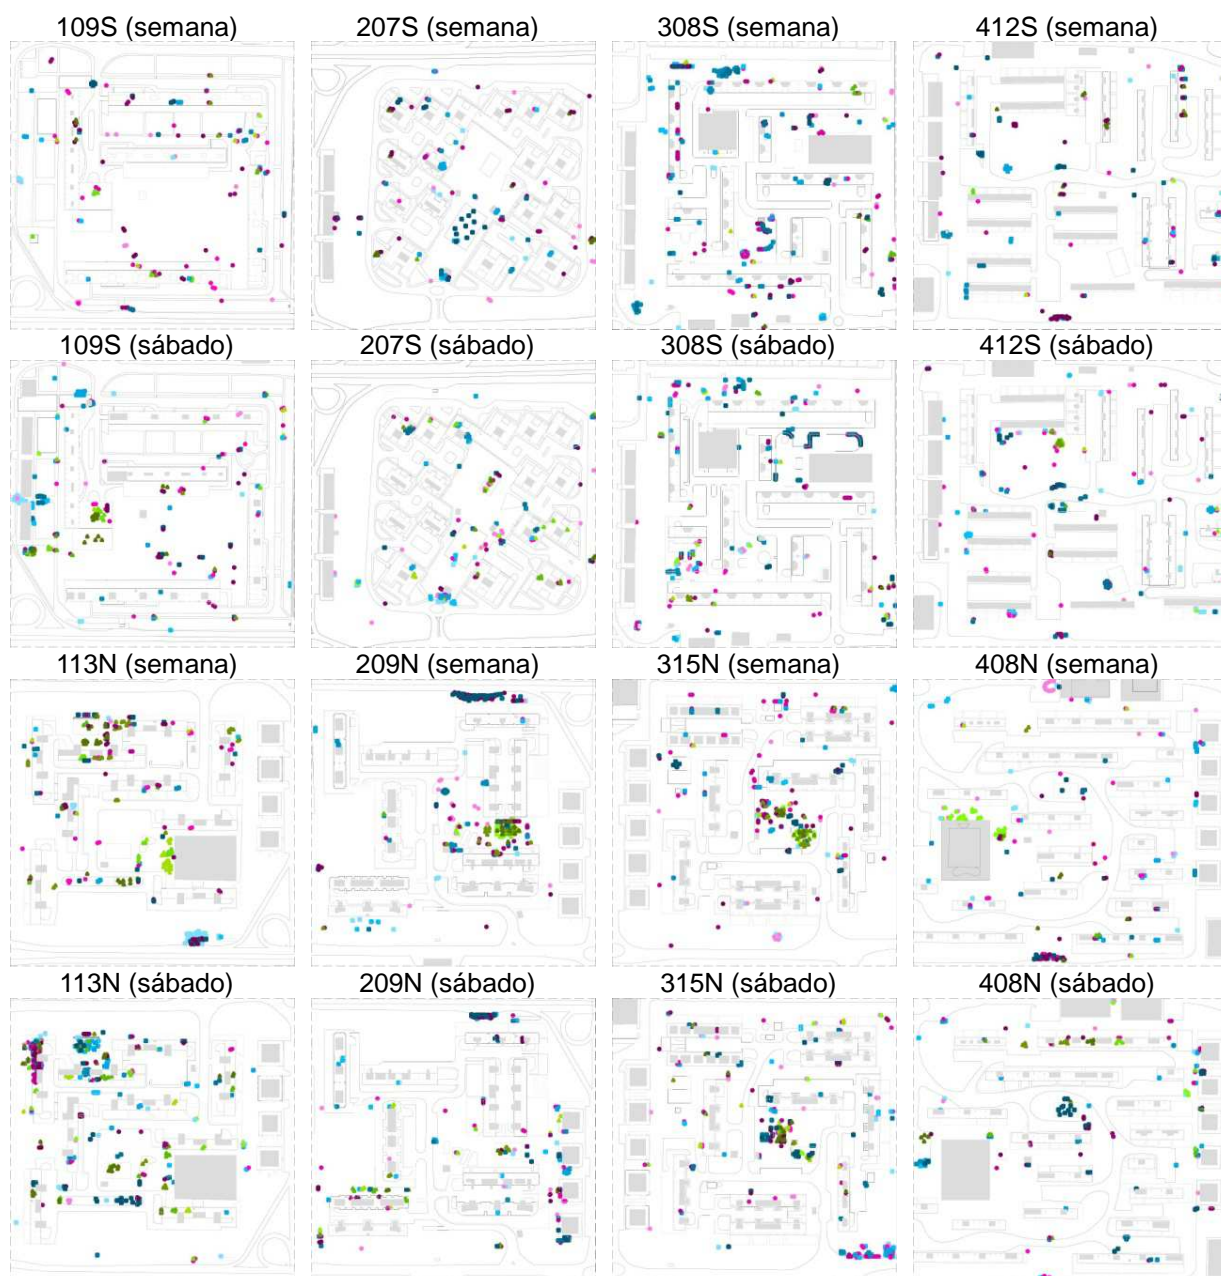 109S (semana) 207S (semana) 308S (semana) 412S (semana)
109S (sábado) 207S (sábado) 308S (sábado) 412S (sábado)
113N (semana) 209N (semana) 315N (semana) 408N (semana)
113N (sábado) 209N (sábado) 315N (sábado) 408N (sábado)